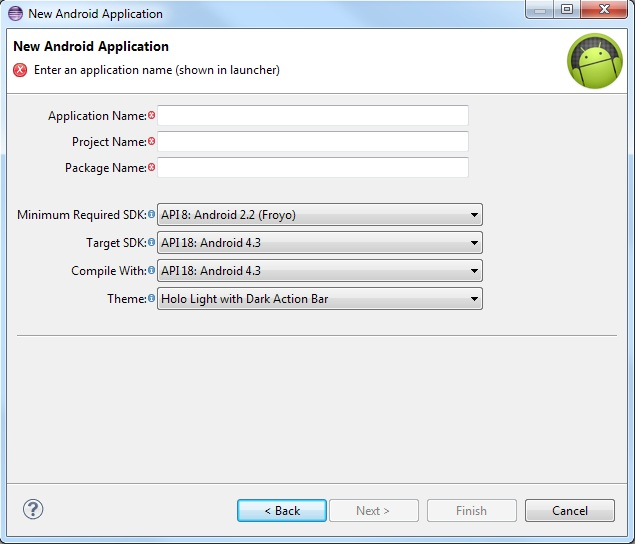 New Android Application
New Android Application
Enter an application name (shown in launcher)
Application Name:
Project Name:
Package Name:
Minimum Required SDK: API 8: Android 2.2 (Froyo)
Target SDK: API 18: Android 4.3
Compile With: API 18: Android 4.3
Theme: Holo Light with Dark Action Bar
? < Back Next > Finish Cancel